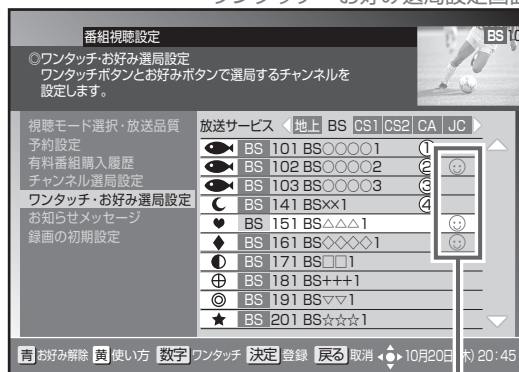 番組視聴設定
BS 10
◎ワンタッチ・お好み選局設定
ワンタッチボタンとお好みボタンで選局するチャンネルを
設定します。
視聴モード選択・放送品質
予約設定
有料番組購入履歴
チャンネル選局設定
ワンタッチ・お好み選局設定
お知らせメッセージ
録画の初期設定
放送サービス 地上 BS CS1 CS2 CA JC
BS 101 BS○○○○1 ①
BS 102 BS○○○○2 ②
BS 103 BS○○○○3 ③
BS 141 BS××1 ④
BS 151 BS△△△1
BS 161 BS◇◇◇◇1
BS 171 BS□□1
BS 181 BS+++1
BS 191 BS▽▽1
BS 201 BS☆☆☆1
青 お好み解除 黄 使い方 数字 ワンタッチ 決定 登録 戻る 取消 10月20日(木) 20:45